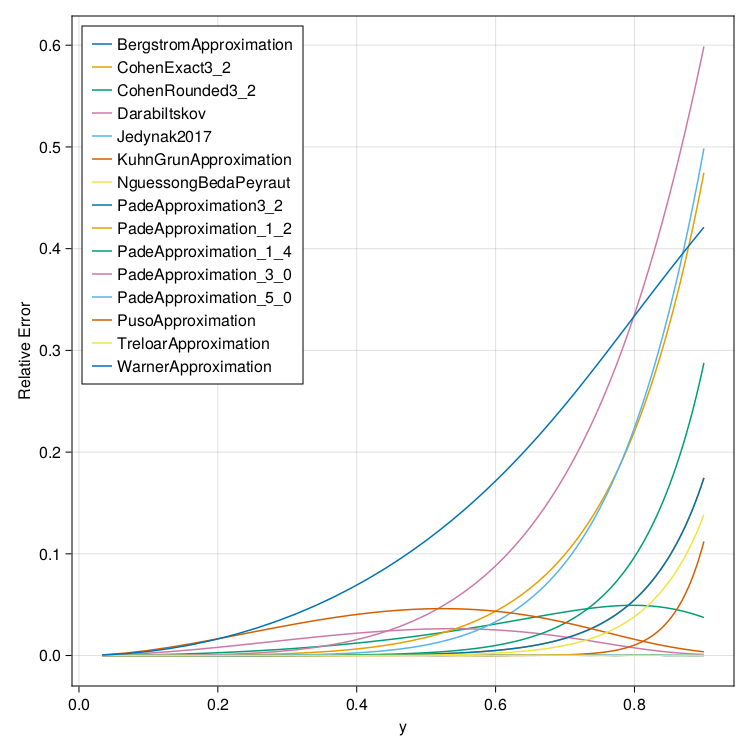 BergstromApproximation
CohenExact3_2
CohenRounded3_2
Darabiltskov
Jedynak2017
KuhnGrunApproximation
NguessongBedaPeyraut
PadeApproximation3_2
PadeApproximation_1_2
PadeApproximation_1_4
PadeApproximation_3_0
PadeApproximation_5_0
PusoApproximation
TreloarApproximation
WarnerApproximation
0.6
0.5
0.4
0.3
0.2
0.1
0.0
Relative Error
0.0 0.2 0.4 0.6 0.8
y